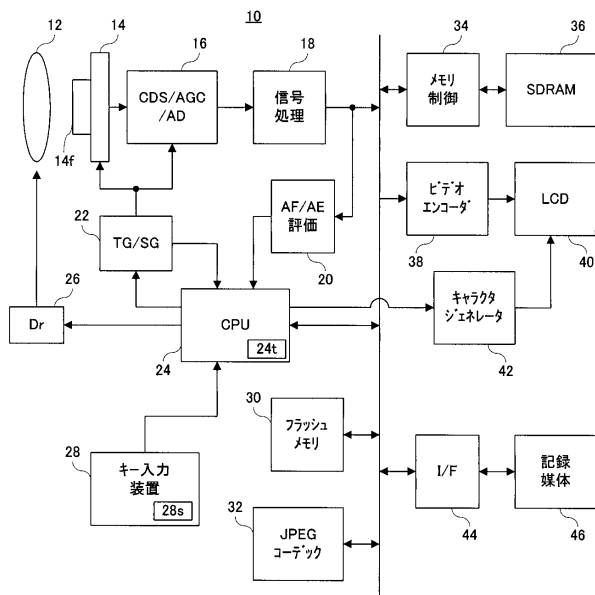 10
12
14
14f
16
CDS/AGC
/AD
18
信号
処理
34
メモリ
制御
36
SDRAM
22
TG/SG
AF/AE
評価
20
ビデオ
エンコーダ
38
LCD
40
26
Dr
CPU
24
24t
キャラクタ
ジェネレータ
42
28
キー入力
装置
28s
30
フラッシュ
メモリ
32
JPEG
コーデック
I/F
44
記録
媒体
46